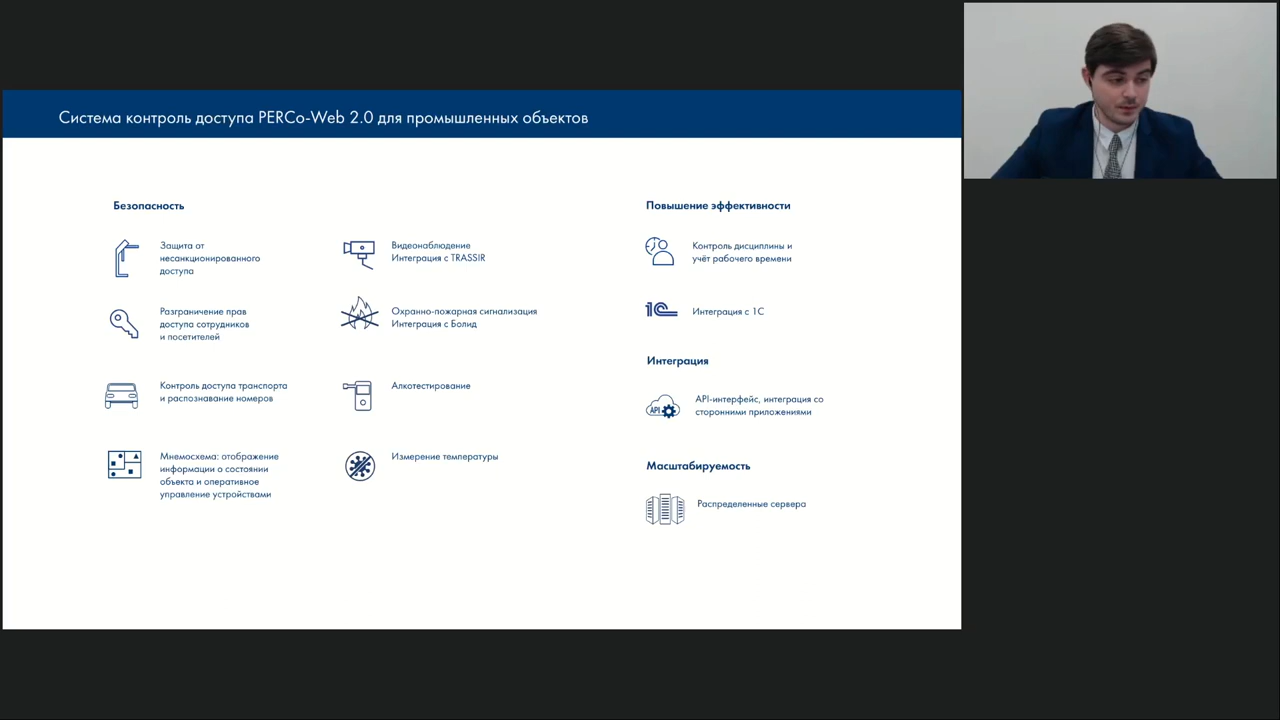 Система контроль доступа PERCo-Web 2.0 для промышленных объектов
Безопасность
Защита от
несанкционированного
доступа
Разграничение прав
доступа сотрудников
и посетителей
Контроль доступа транспорта
и распознавание номеров
Мнемосхема: отображение
информации о состоянии
объекта и оперативное
управление устройствами
Видеонаблюдение
Интеграция с TRASSIR
Охранно-пожарная сигнализация
Интеграция с Болид
Алкотестирование
Измерение температуры
Повышение эффективности
Контроль дисциплины и
учёт рабочего времени
1С
Интеграция с 1С
Интеграция
API
API-интерфейс, интеграция со
сторонними приложениями
Масштабируемость
Распределенные сервера